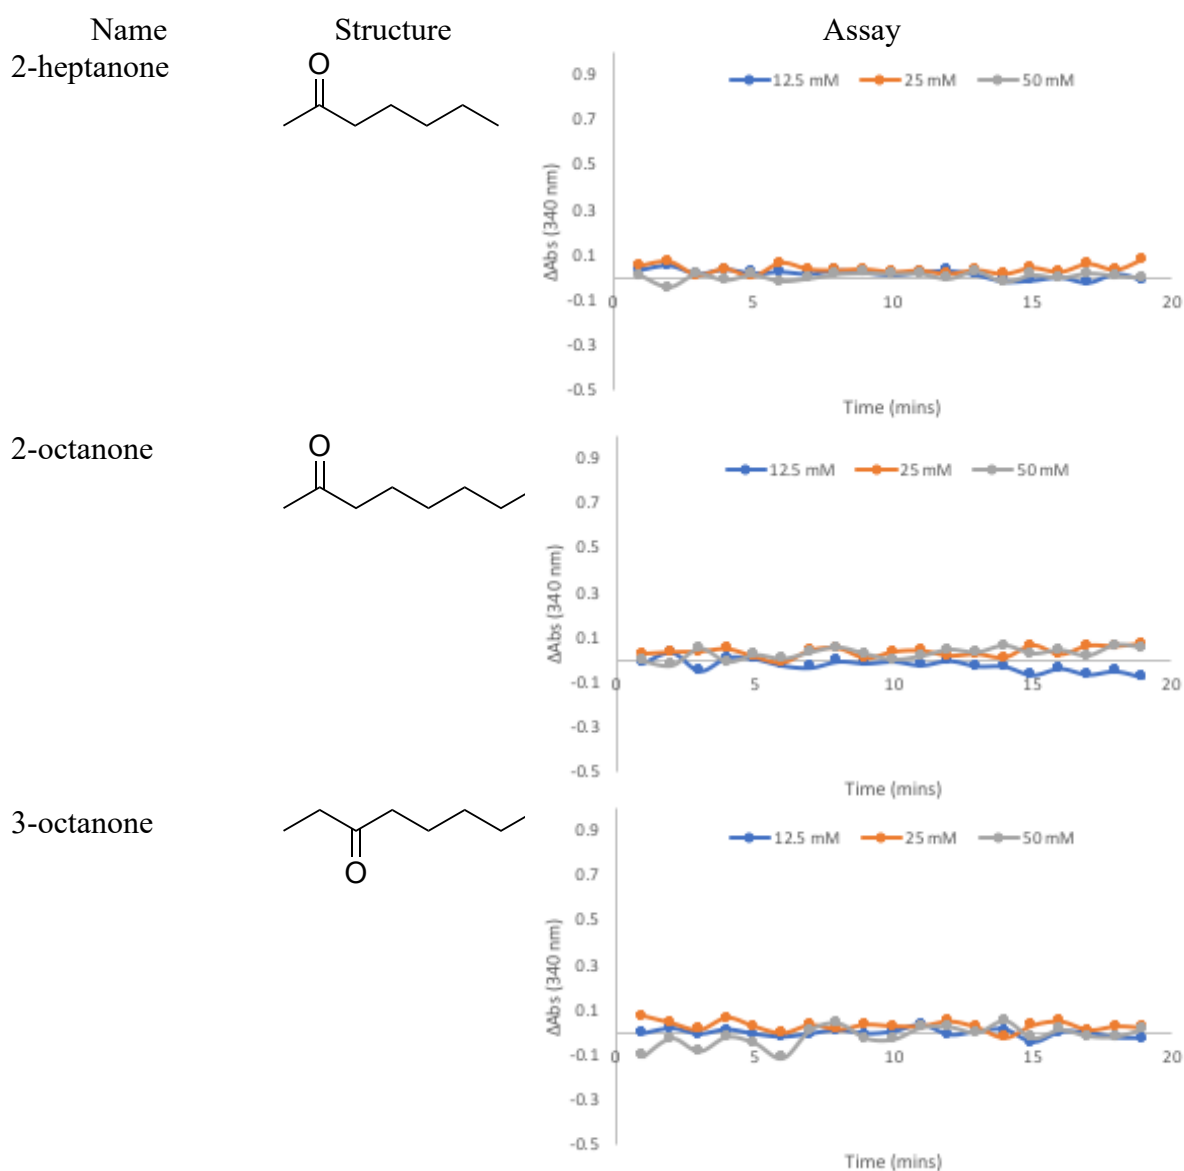 Name Structure Assay
2-heptanone
O
12.5 mM 25 mM 50 mM
0.9
0.7
0.5
0.3
0.1
-0.1
-0.3
-0.5
ΔAbs (340 nm)
0 5 10 15 20
Time (mins)
2-octanone
O
12.5 mM 25 mM 50 mM
0.9
0.7
0.5
0.3
0.1
-0.1
-0.3
-0.5
ΔAbs (340 nm)
0 5 10 15 20
Time (mins)
3-octanone
O
12.5 mM 25 mM 50 mM
0.9
0.7
0.5
0.3
0.1
-0.1
-0.3
-0.5
ΔAbs (340 nm)
0 5 10 15 20
Time (mins)